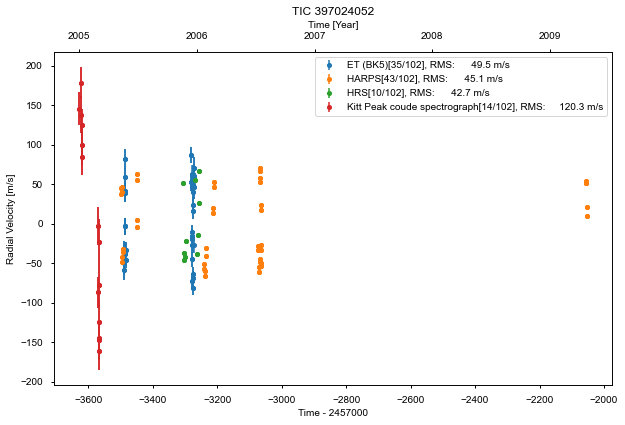 TIC 397024052
Time [Year]
2005 2006 2007 2008 2009
ET (BK5)[35/102], RMS: 49.5 m/s
HARPS[43/102], RMS: 45.1 m/s
HRS[10/102], RMS: 42.7 m/s
Kitt Peak coude spectrograph[14/102], RMS: 120.3 m/s
Radial Velocity [m/s]
200
150
100
50
0
−50
−100
−150
−200
−3600 −3400 −3200 −3000 −2800 −2600 −2400 −2200 −2000
Time - 2457000